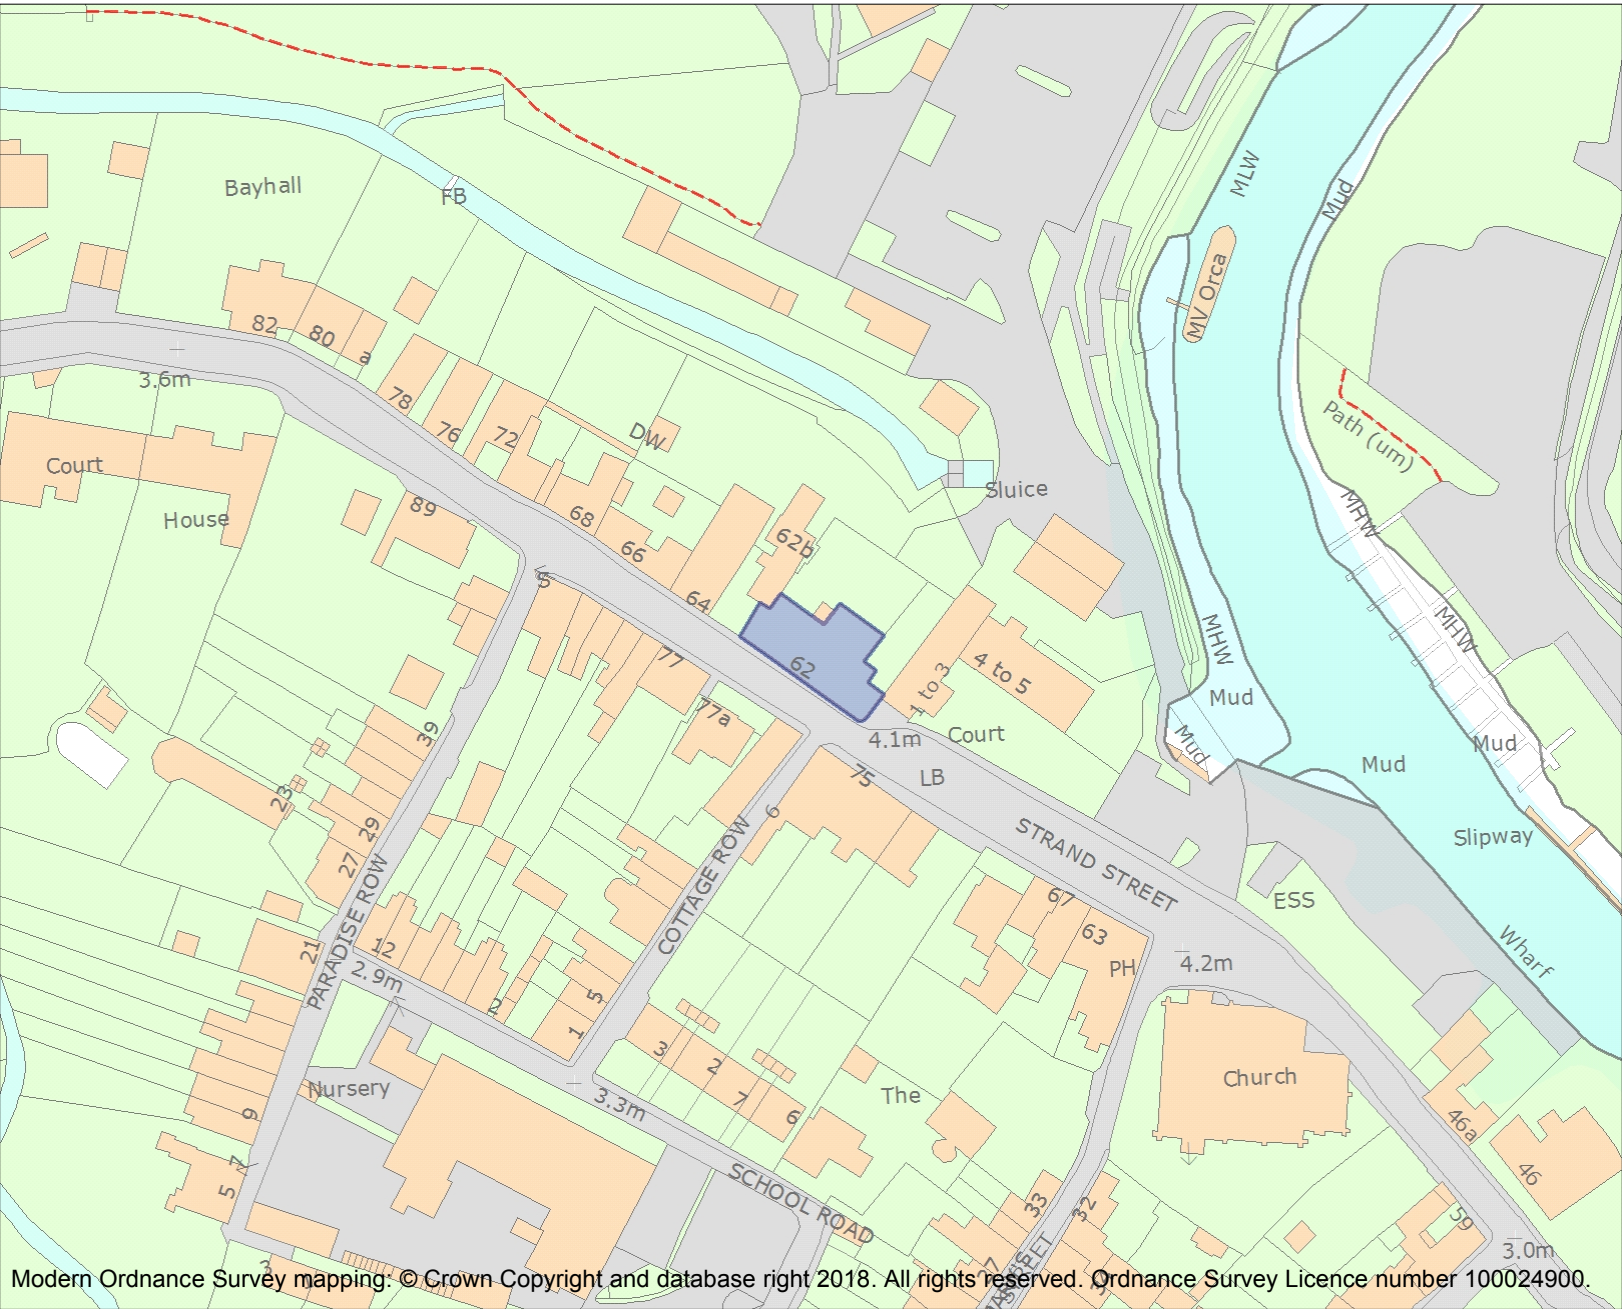 Bayhall
FB
MLW
Mud
MV Orca
82
80
a
3.6m
78
76
72
DW
Path (um)
Court
House
89
68
66
62b
Sluice
MHW
S
64
62
77
77a
1 to 3
4 to 5
MHW
MHW
Mud
Mud
Mud
Mud
39
4.1m
Court
LB
75
6
23
29
27
COTTAGE ROW
STRAND STREET
Slipway
ESS
67
63
PH
4.2m
Wharf
21
PARADISE ROW
12
2.9m
2
5
1
Nursery
9
7
5
3
2
7
6
3.3m
The
Church
46a
46
SCHOOL ROAD
33
32
59
3.0m
27
STREET
3
Modern Ordnance Survey mapping: © Crown Copyright and database right 2018. All rights reserved. Ordnance Survey Licence number 100024900.